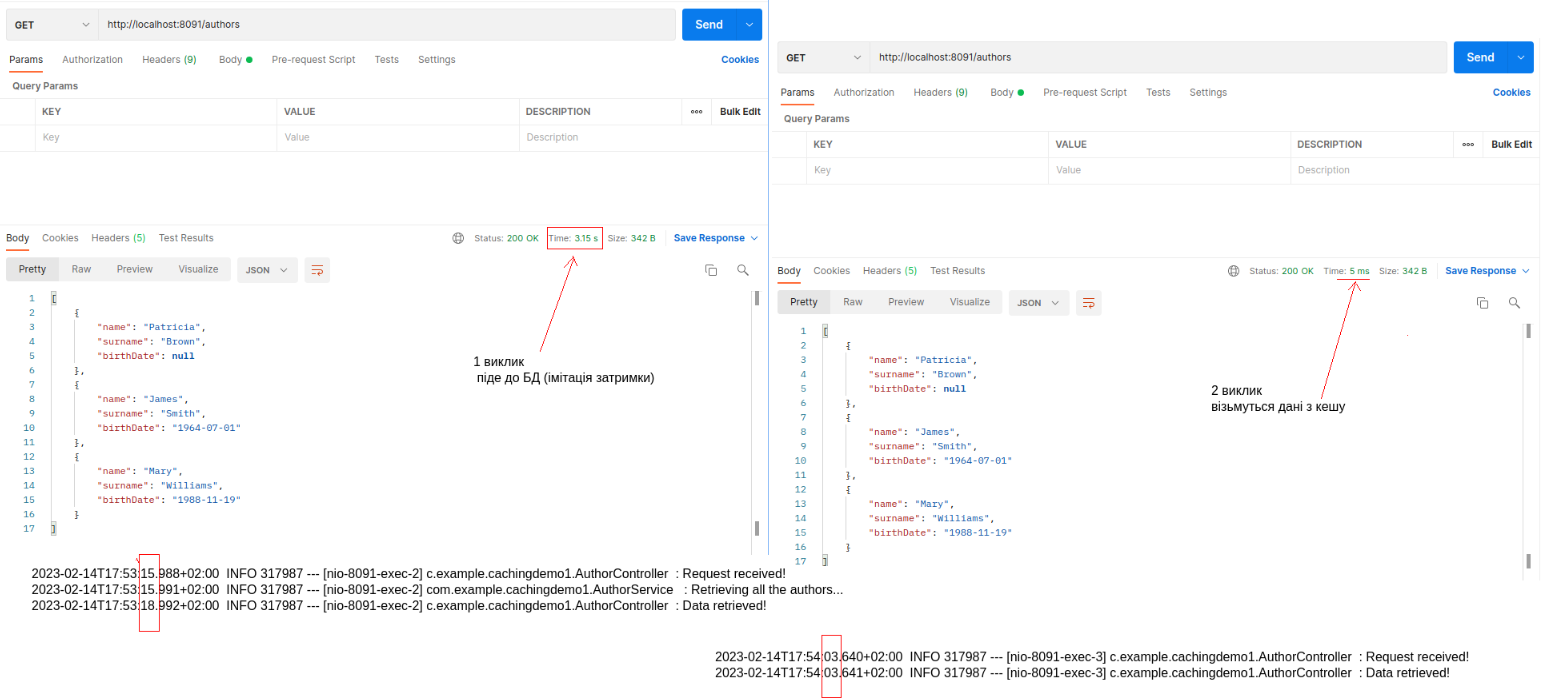 GET http://localhost:8091/authors Send
Params Authorization Headers (9) Body Pre-request Script Tests Settings Cookies
Query Params
KEY VALUE DESCRIPTION ooo Bulk Edit
Key Value Description
Body Cookies Headers (5) Test Results Status: 200 OK Time: 3.15 s Size: 342 B Save Response
Pretty Raw Preview Visualize JSON
1 [
2 {
3 "name": "Patricia",
4 "surname": "Brown",
5 "birthDate": null
6 },
7 {
8 "name": "James",
9 "surname": "Smith",
10 "birthDate": "1964-07-01"
11 },
12 {
13 "name": "Mary",
14 "surname": "Williams",
15 "birthDate": "1988-11-19"
16 }
17 ]
1 виклик
піде до БД (імітація затримки)
2023-02-14T17:53:15.988+02:00 INFO 317987 --- [nio-8091-exec-2] c.example.cachingdemo1.AuthorController : Request received!
2023-02-14T17:53:15.991+02:00 INFO 317987 --- [nio-8091-exec-2] com.example.cachingdemo1.AuthorService : Retrieving all the authors...
2023-02-14T17:53:18.992+02:00 INFO 317987 --- [nio-8091-exec-2] c.example.cachingdemo1.AuthorController : Data retrieved!
GET http://localhost:8091/authors Send
Params Authorization Headers (9) Body Pre-request Script Tests Settings Cookies
Query Params
KEY VALUE DESCRIPTION ooo Bulk Edit
Key Value Description
Body Cookies Headers (5) Test Results Status: 200 OK Time: 5 ms Size: 342 B Save Response
Pretty Raw Preview Visualize JSON
1 [
2 {
3 "name": "Patricia",
4 "surname": "Brown",
5 "birthDate": null
6 },
7 {
8 "name": "James",
9 "surname": "Smith",
10 "birthDate": "1964-07-01"
11 },
12 {
13 "name": "Mary",
14 "surname": "Williams",
15 "birthDate": "1988-11-19"
16 }
17 ]
2 виклик
візьмуться дані з кешу
2023-02-14T17:54:03.640+02:00 INFO 317987 --- [nio-8091-exec-3] c.example.cachingdemo1.AuthorController : Request received!
2023-02-14T17:54:03.641+02:00 INFO 317987 --- [nio-8091-exec-3] c.example.cachingdemo1.AuthorController : Data retrieved!